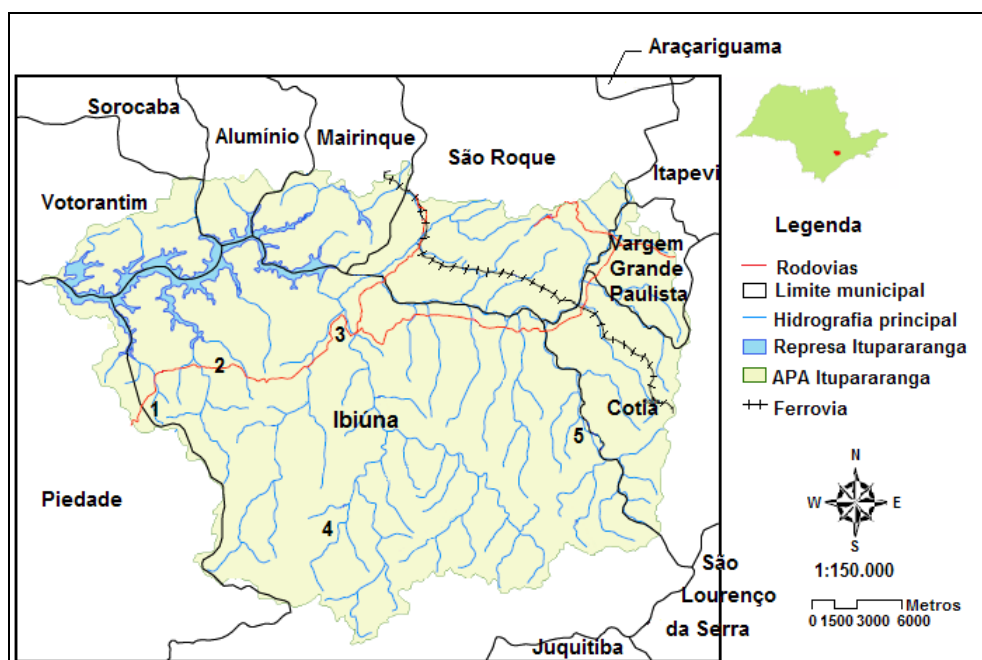 Araçariguama
Sorocaba
Alumínio
Mairinque
São Roque
Itapevi
Votorantim
Vargem
Grande
Paulista
3
2
1
Ibiúna
Cotia
5
Piedade
4
São
Lourenço
da Serra
Juquitiba
Legenda
Rodovias
Limite municipal
Hidrografia principal
Represa Itupararanga
APA Itupararanga
Ferrovia
N
W E
S
1:150.000
Metros
0 1500 3000 6000